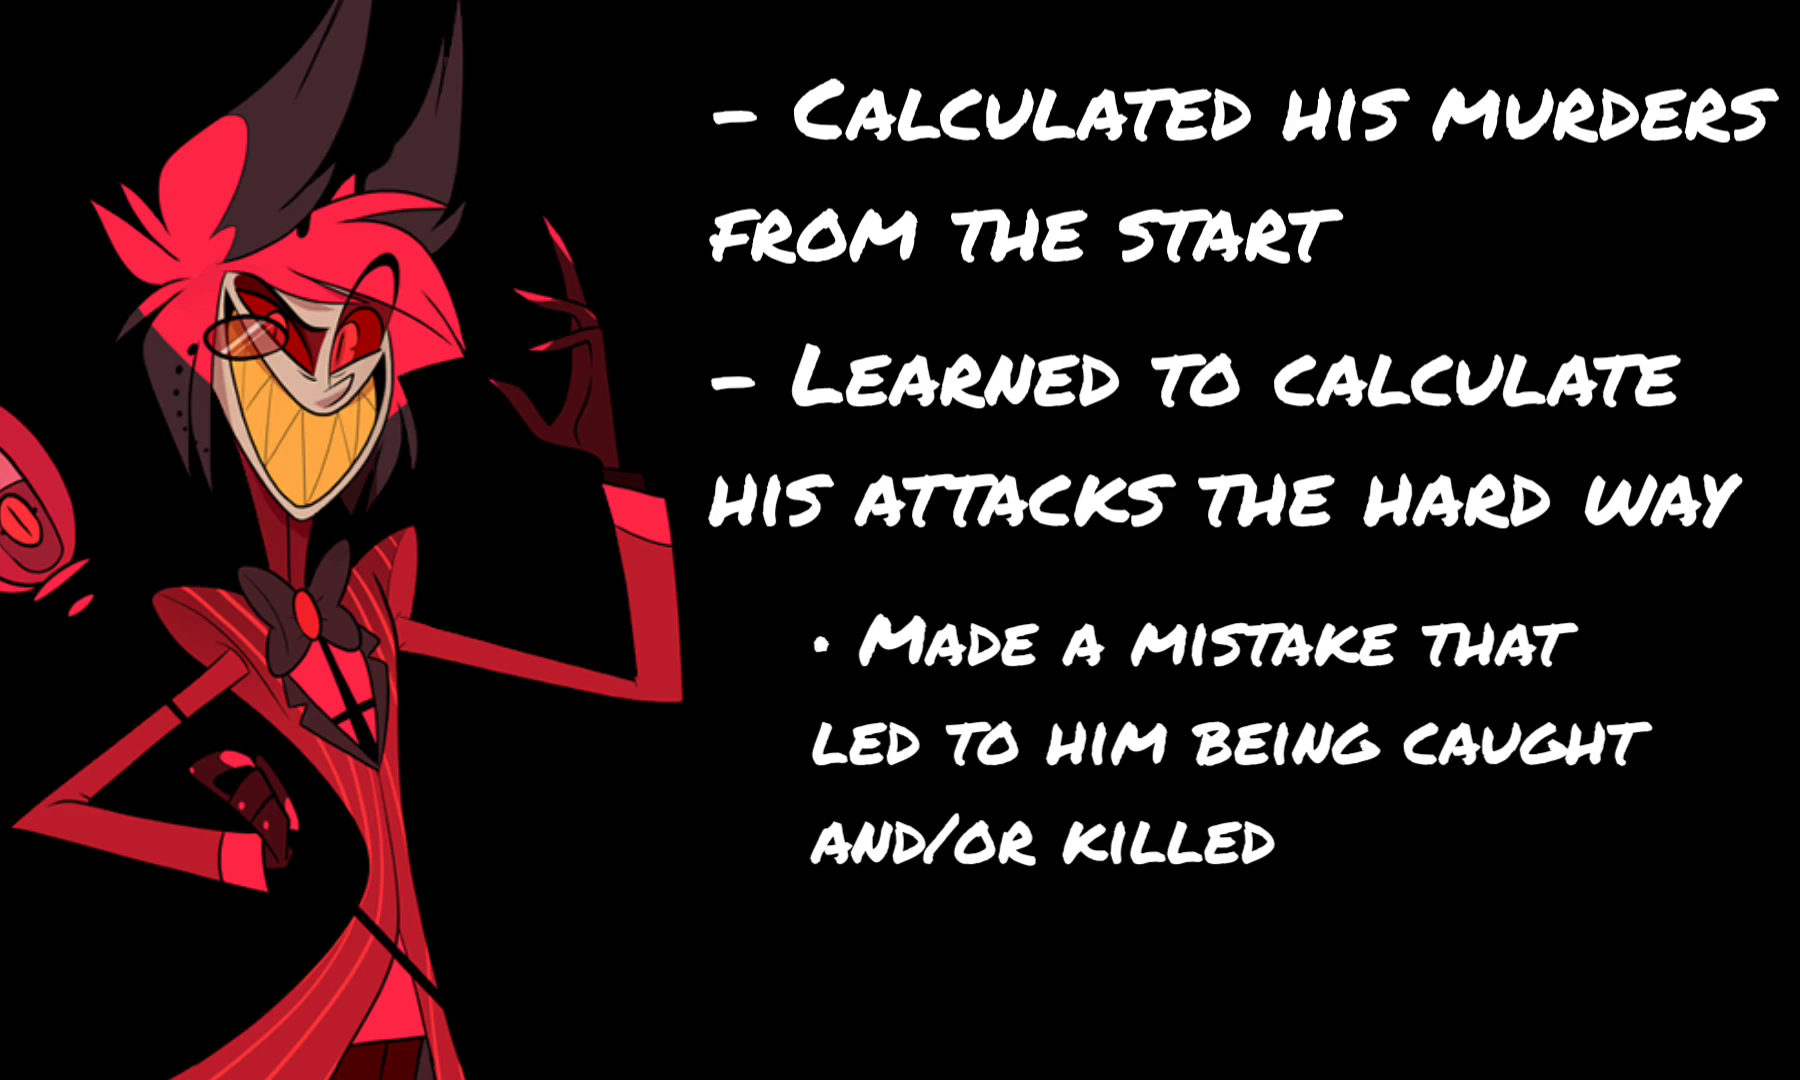 - Calculated his murders
from the start
- Learned to calculate
his attacks the hard way
• Made a mistake that
led to him being caught
and/or killed